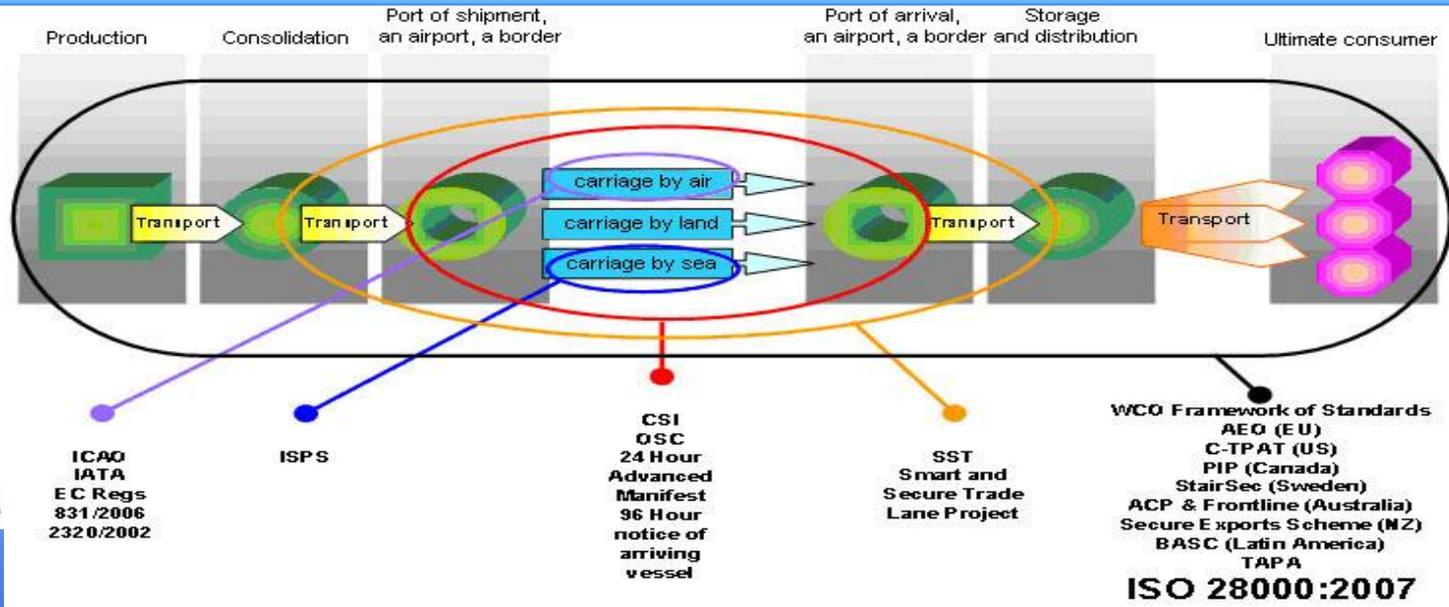 Production
Consolidation
Port of shipment,
an airport, a border
Port of arrival,
an airport, a border
Storage
and distribution
Ultimate consumer
Transport
Transport
carriage by air
carriage by land
carriage by sea
Transport
Transport
ICAO
IATA
EC Regs
831/2006
2320/2002
ISPS
CSI
OSC
24 Hour
Advanced
Manifest
96 Hour
notice of
arriving
vessel
SST
Smart and
Secure Trade
Lane Project
WCO Framework of Standards
AEO (EU)
C-TPAT (US)
PIP (Canada)
StairSec (Sweden)
ACP & Frontline (Australia)
Secure Exports Scheme (NZ)
BASC (Latin America)
TAPA
ISO 28000:2007